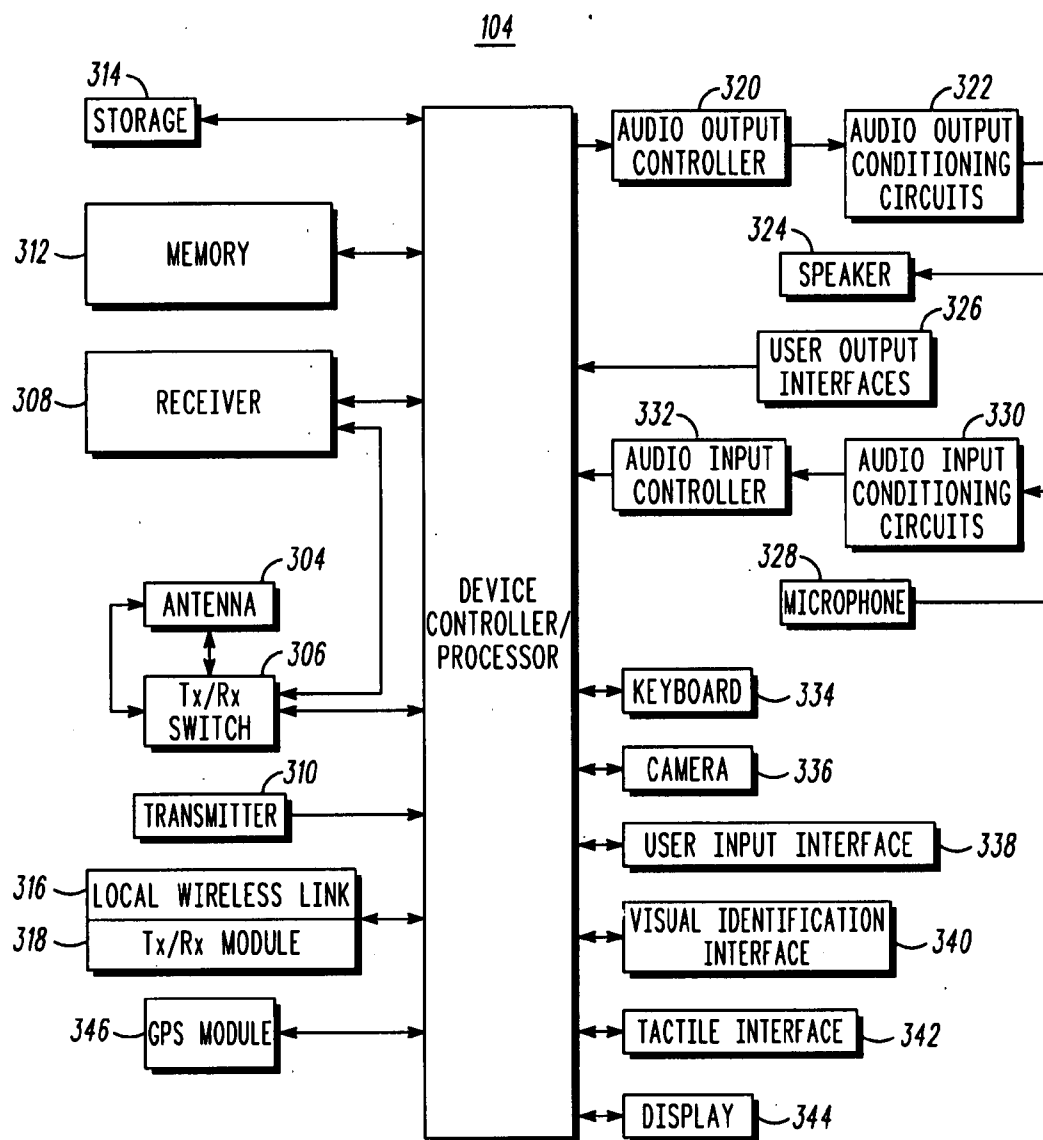 104
314
STORAGE
312
MEMORY
308
RECEIVER
304
ANTENNA
306
Tx/Rx
SWITCH
310
TRANSMITTER
316
LOCAL WIRELESS LINK
318
Tx/Rx MODULE
346
GPS MODULE
DEVICE
CONTROLLER/
PROCESSOR
320
AUDIO OUTPUT
CONTROLLER
322
AUDIO OUTPUT
CONDITIONING
CIRCUITS
324
SPEAKER
326
USER OUTPUT
INTERFACES
332
AUDIO INPUT
CONTROLLER
330
AUDIO INPUT
CONDITIONING
CIRCUITS
328
MICROPHONE
KEYBOARD
334
CAMERA
336
USER INPUT INTERFACE
338
VISUAL IDENTIFICATION
INTERFACE
340
TACTILE INTERFACE
342
DISPLAY
344